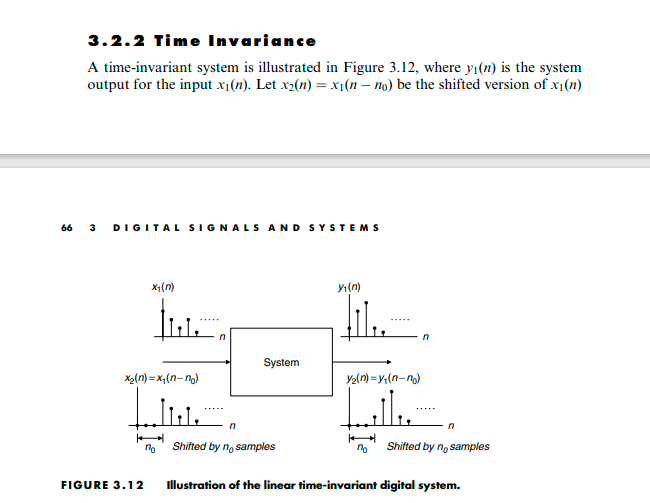 3.2.2 Time Invariance
A time-invariant system is illustrated in Figure 3.12, where y₁(n) is the system
output for the input x₁(n). Let x₂(n) = x₁(n − n₀) be the shifted version of x₁(n)
66 3 DIGITAL SIGNALS AND SYSTEMS
x₁(n) y₁(n)
..... .....
n n
System
x₂(n) = x₁(n − n₀) y₂(n) = y₁(n − n₀)
..... .....
n n
n₀ Shifted by n₀ samples n₀ Shifted by n₀ samples
FIGURE 3.12 Illustration of the linear time-invariant digital system.